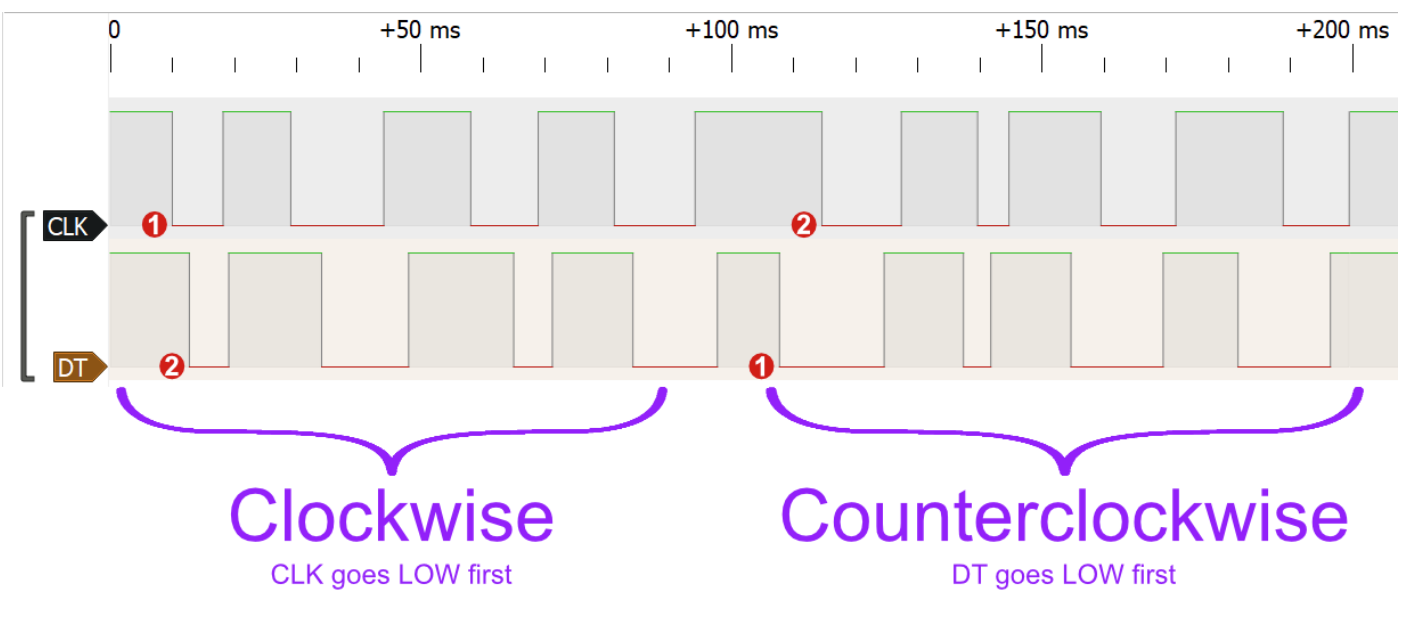 0 +50 ms +100 ms +150 ms +200 ms
CLK 1 2
DT 2 1
Clockwise Counterclockwise
CLK goes LOW first DT goes LOW first